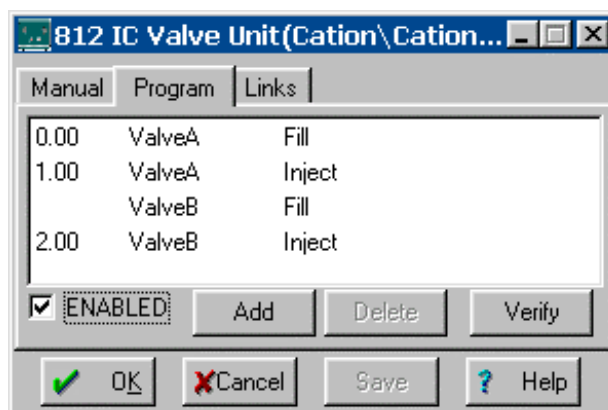 812 IC Valve Unit(Cation\Cation...
Manual Program Links
0.00 ValveA Fill
1.00 ValveA Inject
ValveB Fill
2.00 ValveB Inject
ENABLED Add Delete Verify
OK Cancel Save ? Help